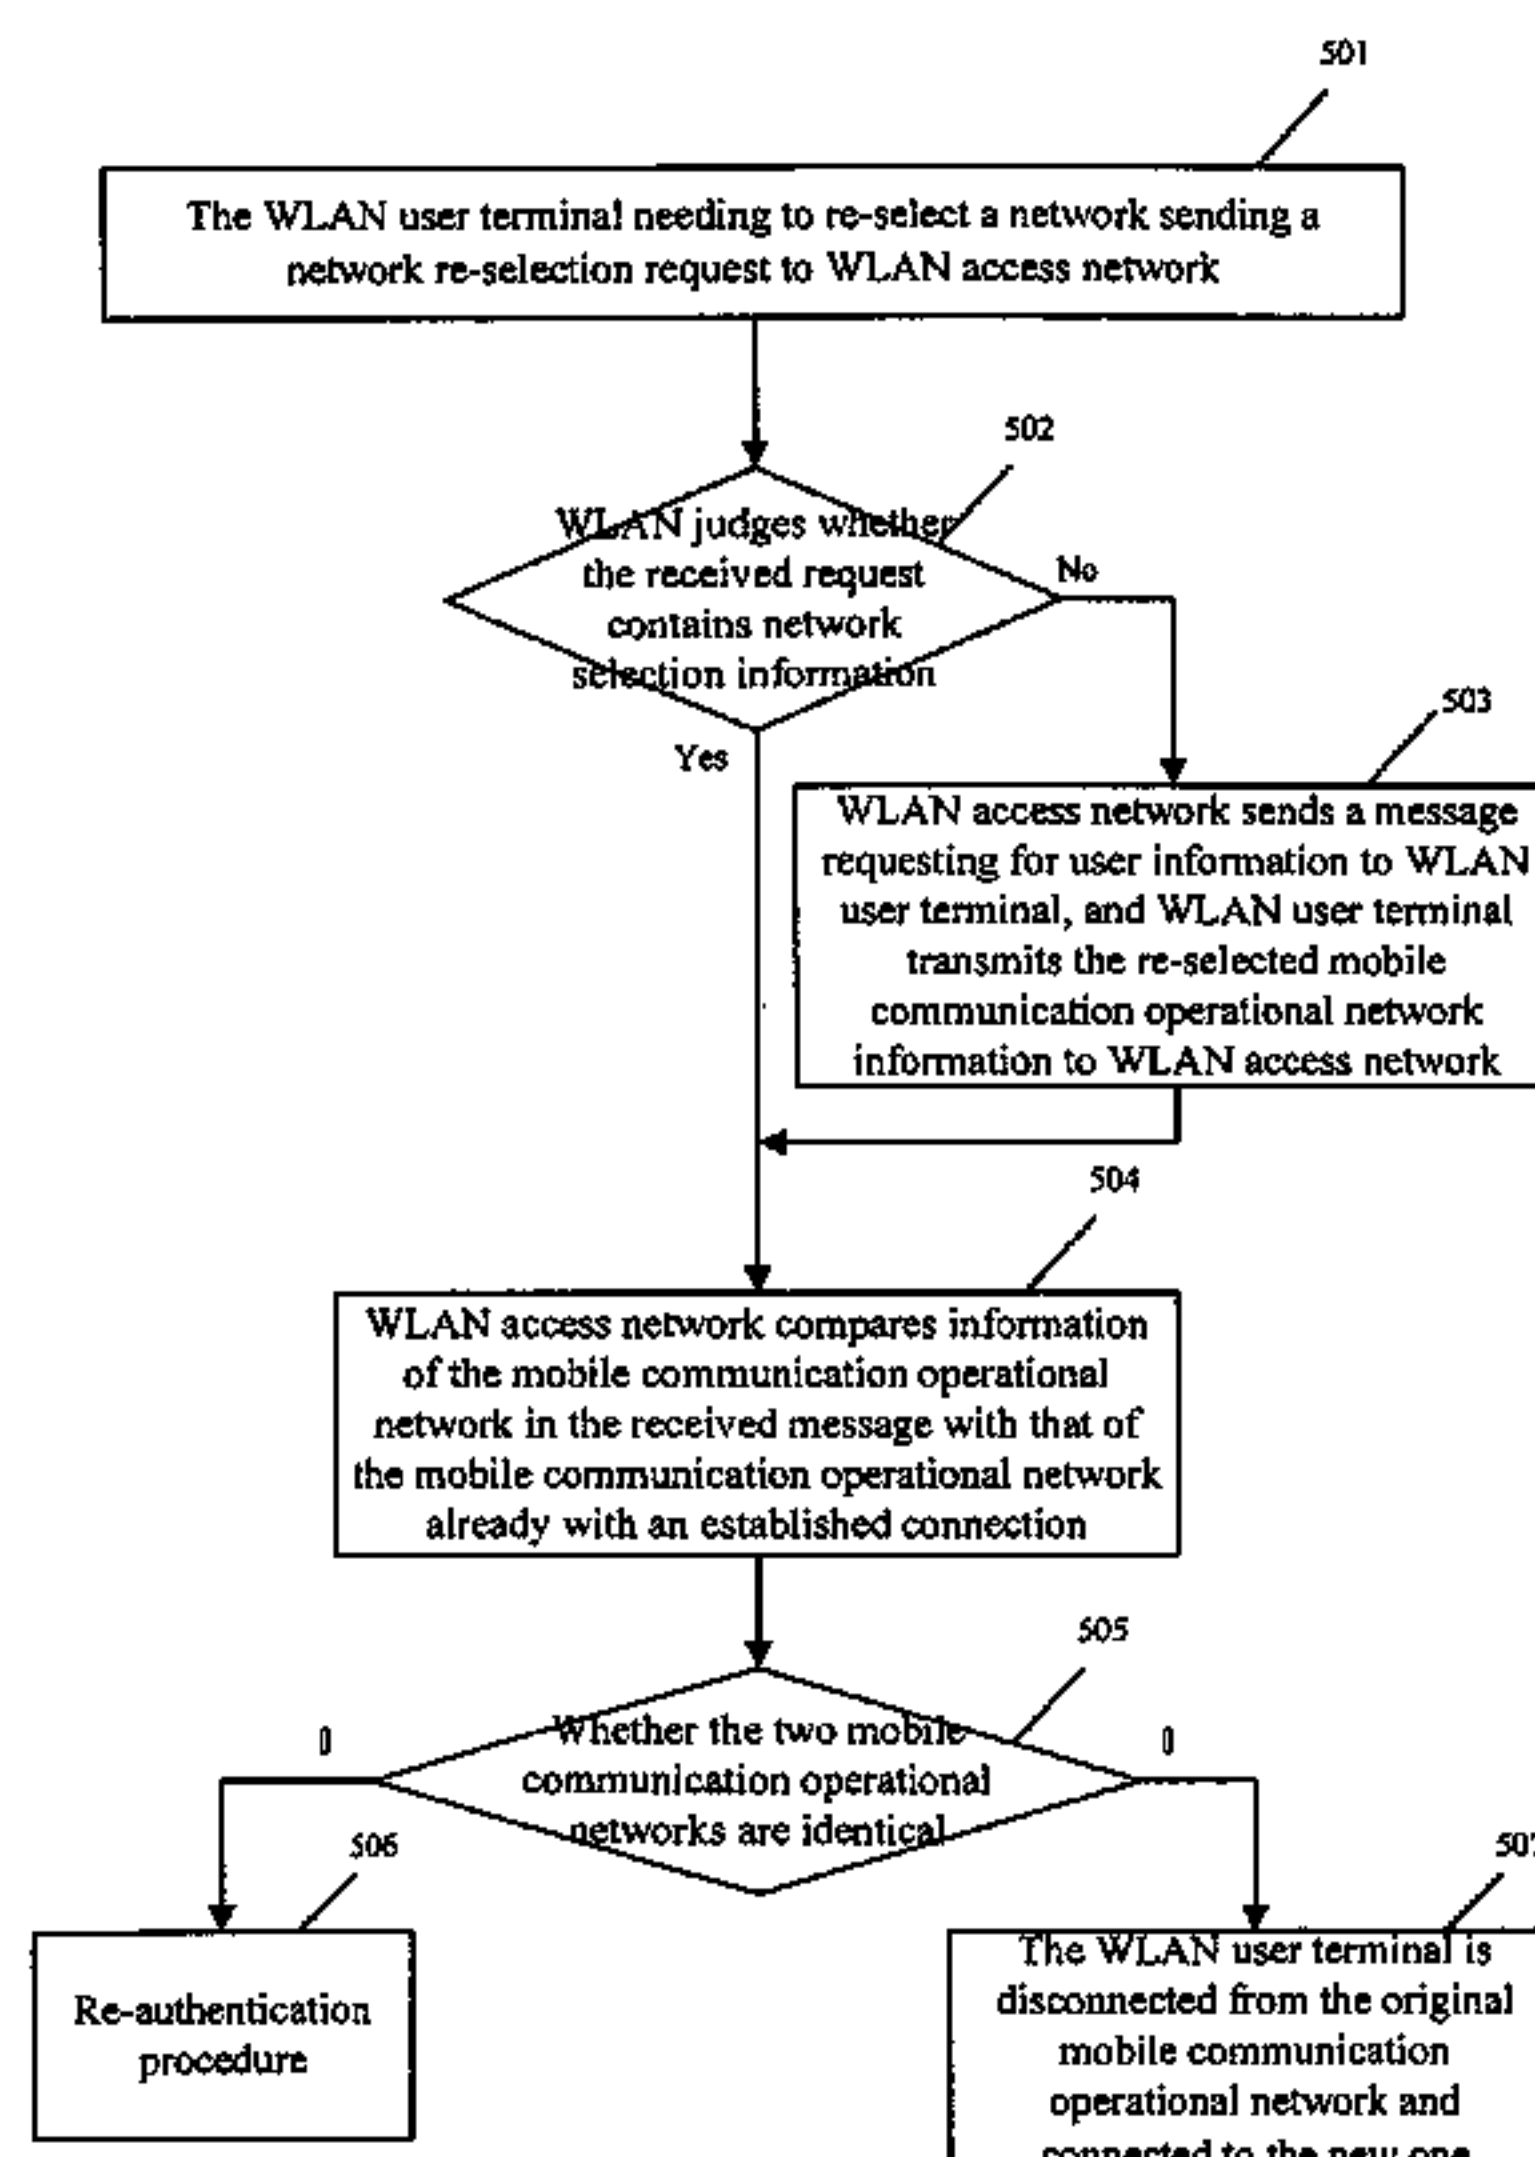 501
The WLAN user terminal needing to re-select a network sending a
network re-selection request to WLAN access network
502
WLAN judges whether
the received request
contains network
selection information
No
Yes
503
WLAN access network sends a message
requesting for user information to WLAN
user terminal, and WLAN user terminal
transmits the re-selected mobile
communication operational network
information to WLAN access network
504
WLAN access network compares information
of the mobile communication operational
network in the received message with that of
the mobile communication operational network
already with an established connection
505
Whether the two mobile
communication operational
networks are identical
506
Re-authentication
procedure
The WLAN user terminal is
disconnected from the original
mobile communication
operational network and
connected to the new one